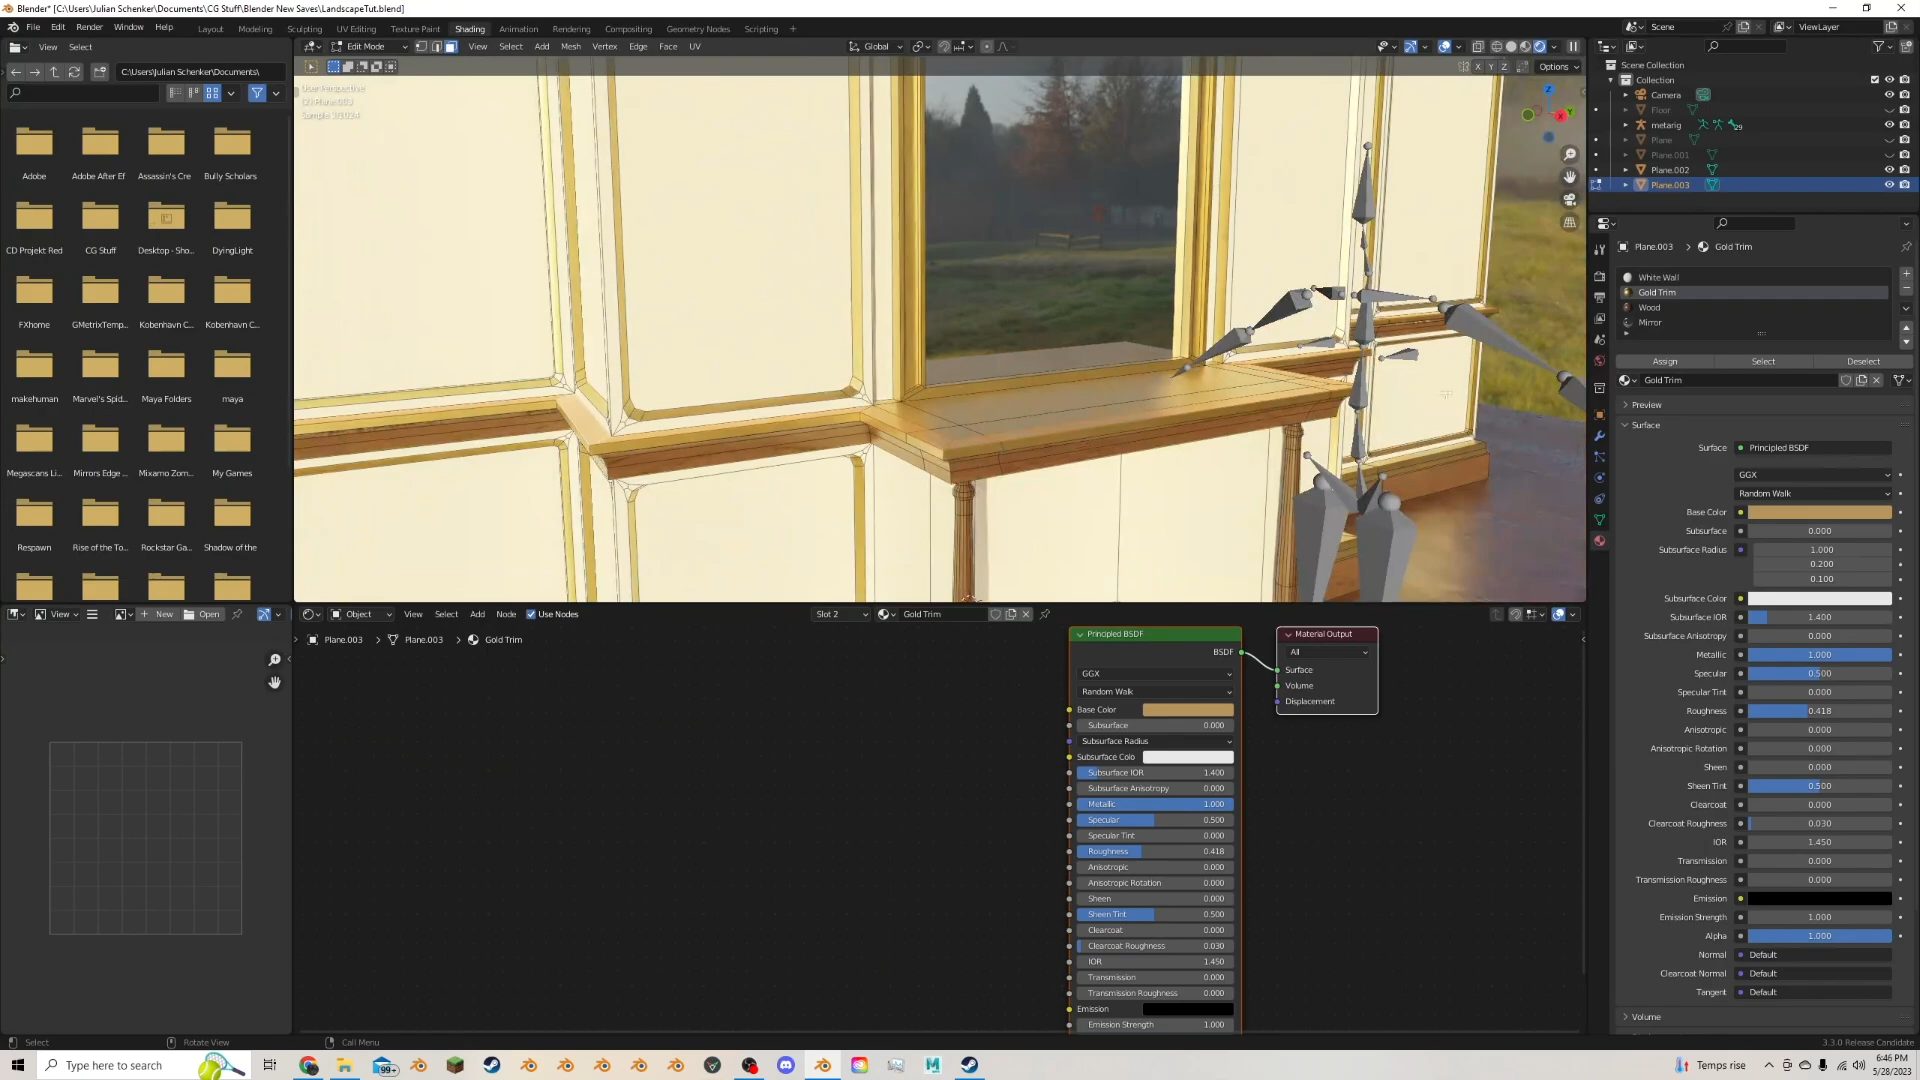 Blender* [C:\Users\Julian Schenker\Documents\CG Stuff\Blender New Saves\LandscapeTut.blend]
File Edit Render Window Help Layout Modeling Sculpting UV Editing Texture Paint Shading Animation Rendering Compositing Geometry Nodes Scripting +
Scene ViewLayer
View Select
Edit Mode View Select Add Mesh Vertex Edge Face UV Global
C:\Users\Julian Schenker\Documents\
X Y Z Options
User Perspective
(2) Plane.003
Sample 3/1024
Scene Collection
Collection
Camera
Floor
metarig 29
Plane
Plane.001
Plane.002
Plane.003
Adobe Adobe After Ef Assassin's Cre Bully Scholars
CD Projekt Red CG Stuff Desktop - Sho... DyingLight
FXhome GMetrixTemp... Kobenhavn C... Kobenhavn C...
makehuman Marvel's Spid... Maya Folders maya
Megascans Li... Mirrors Edge ... Mixamo Zom... My Games
Respawn Rise of the To... Rockstar Ga... Shadow of the
Plane.003 > Gold Trim
White Wall
Gold Trim
Wood
Mirror
Assign Select Deselect
Gold Trim
Preview
Surface
Surface Principled BSDF
GGX
Random Walk
Base Color
Subsurface 0.000
Subsurface Radius 1.000
0.200
0.100
Subsurface Color
Subsurface IOR 1.400
Subsurface Anisotropy 0.000
Metallic 1.000
Specular 0.500
Specular Tint 0.000
Roughness 0.418
Anisotropic 0.000
Anisotropic Rotation 0.000
Sheen 0.000
Sheen Tint 0.500
Clearcoat 0.000
Clearcoat Roughness 0.030
IOR 1.450
Transmission 0.000
Transmission Roughness 0.000
Emission
Emission Strength 1.000
Alpha 1.000
Normal Default
Clearcoat Normal Default
Tangent Default
Volume
View + New Open
Object View Select Add Node Use Nodes Slot 2 Gold Trim
Plane.003 > Plane.003 > Gold Trim
Principled BSDF
BSDF
GGX
Random Walk
Base Color
Subsurface 0.000
Subsurface Radius
Subsurface Colo
Subsurface IOR 1.400
Subsurface Anisotropy 0.000
Metallic 1.000
Specular 0.500
Specular Tint 0.000
Roughness 0.418
Anisotropic 0.000
Anisotropic Rotation 0.000
Sheen 0.000
Sheen Tint 0.500
Clearcoat 0.000
Clearcoat Roughness 0.030
IOR 1.450
Transmission 0.000
Transmission Roughness 0.000
Emission
Emission Strength 1.000
Material Output
All
Surface
Volume
Displacement
Select Rotate View Call Menu 3.3.0 Release Candidate
Type here to search 99+ Temps rise 6:46 PM
5/28/2023